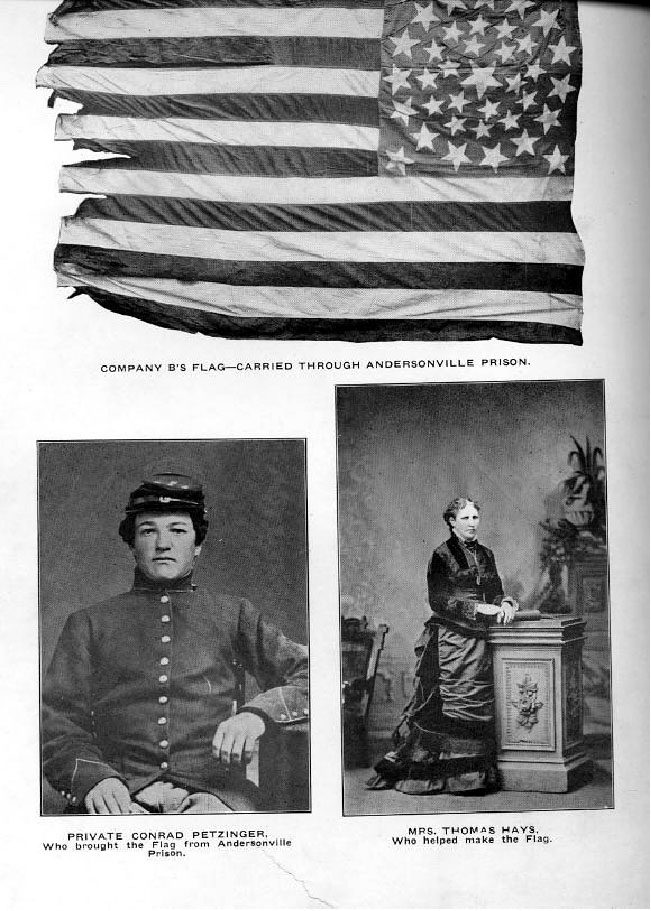 COMPANY B'S FLAG—CARRIED THROUGH ANDERSONVILLE PRISON.
PRIVATE CONRAD PETZINGER,
Who brought the Flag from Andersonville
Prison.
MRS. THOMAS HAYS,
Who helped make the Flag.